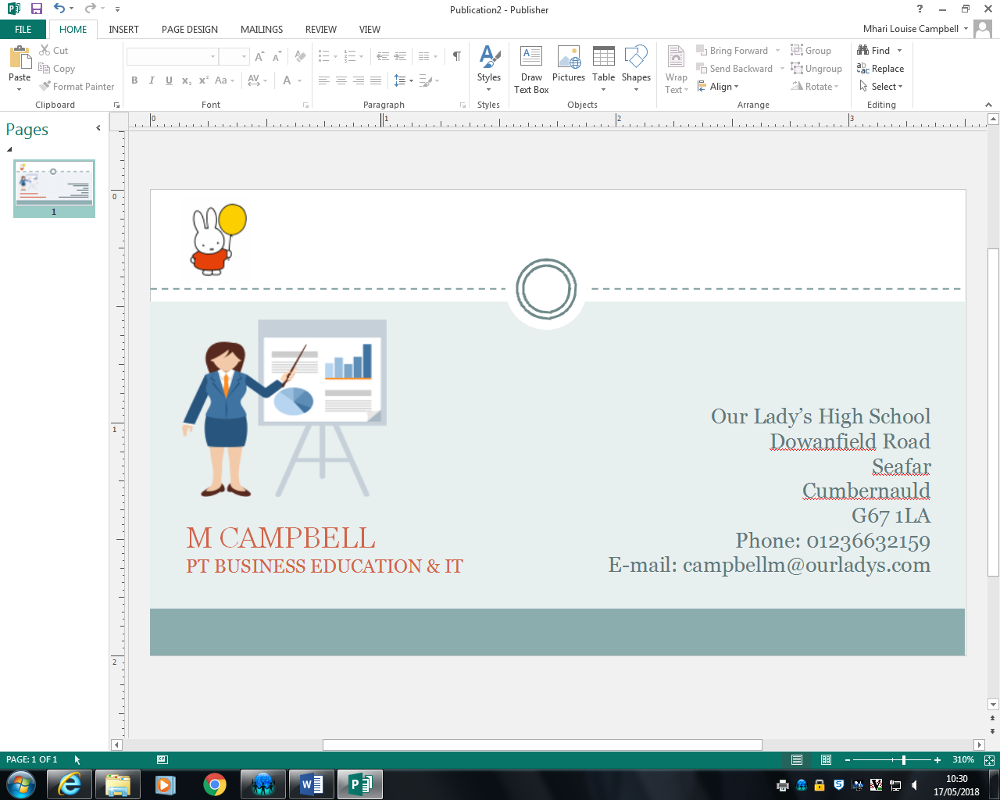 Publication2 - Publisher
?
FILE HOME INSERT PAGE DESIGN MAILINGS REVIEW VIEW
Mhari Louise Campbell
Paste
Cut
Copy
Format Painter
Clipboard
B I U x₂ x² Aa AV A
Font
Paragraph
Styles
Styles
Draw
Text Box
Pictures
Table
Shapes
Objects
Wrap
Text
Bring Forward
Send Backward
Align
Group
Ungroup
Rotate
Arrange
Find
Replace
Select
Editing
Pages
1
0 1 2 3
0
1
2
Our Lady’s High School
Dowanfield Road
Seafar
Cumbernauld
G67 1LA
Phone: 01236632159
E-mail: campbellm@ourladys.com
M CAMPBELL
PT BUSINESS EDUCATION & IT
PAGE: 1 OF 1
310%
10:30
17/05/2018